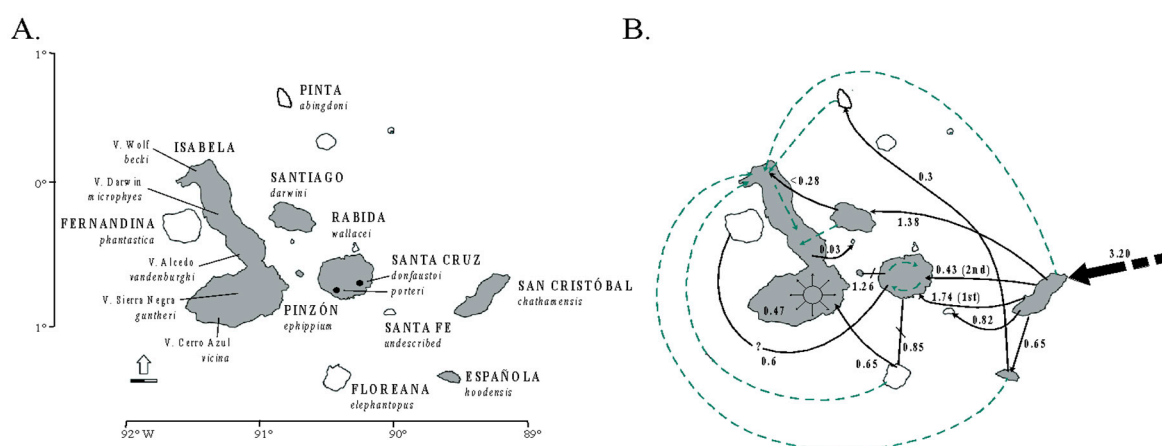 A.
B.
1°
0°
1°
92° W
91°
90°
89°
PINTA
abingdoni
ISABELA
V. Wolf
becki
V. Darwin
microphyes
FERNANDINA
phantastica
V. Alcedo
vandenburghi
V. Sierra Negra
guntheri
V. Cerro Azul
vicina
SANTIAGO
darwini
RABIDA
wallacei
SANTA CRUZ
donfaustoi
porteri
PINZÓN
ephippium
SAN CRISTÓBAL
chathamensis
SANTA FE
undescribed
FLOREANA
elephantopus
ESPAÑOLA
hoodensis
<0.28
0.3
1.38
3.20
0.03
0.43 (2nd)
1.26
1.74 (1st)
0.47
0.82
?
0.6
0.65
0.85
0.65